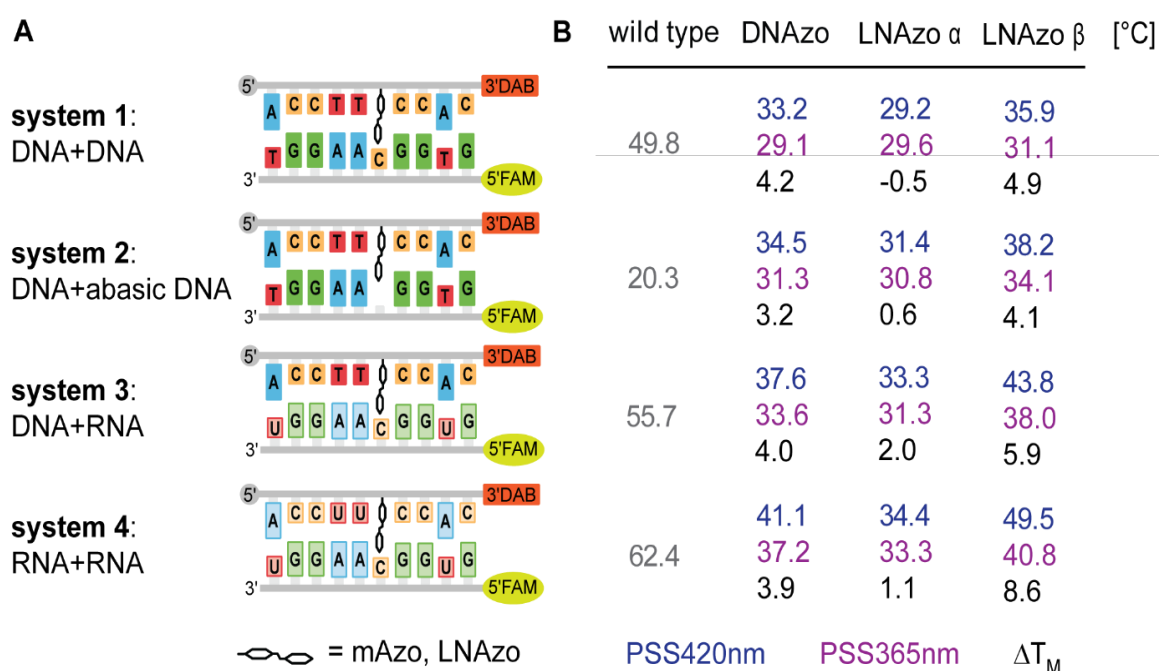 A
B wild type DNAzo LNAzo α LNAzo β [°C]
system 1:
DNA+DNA
5' 3'DAB
A C C T T C C A C
T G G A A C G G T G
3' 5'FAM
49.8
33.2 29.2 35.9
29.1 29.6 31.1
4.2 -0.5 4.9
system 2:
DNA+abasic DNA
5' 3'DAB
A C C T T C C A C
T G G A A G G T G
3' 5'FAM
20.3
34.5 31.4 38.2
31.3 30.8 34.1
3.2 0.6 4.1
system 3:
DNA+RNA
5' 3'DAB
A C C T T C C A C
U G G A A C G G U G
3' 5'FAM
55.7
37.6 33.3 43.8
33.6 31.3 38.0
4.0 2.0 5.9
system 4:
RNA+RNA
5' 3'DAB
A C C U U C C A C
U G G A A C G G U G
3' 5'FAM
62.4
41.1 34.4 49.5
37.2 33.3 40.8
3.9 1.1 8.6
= mAzo, LNAzo
PSS420nm PSS365nm ΔTM